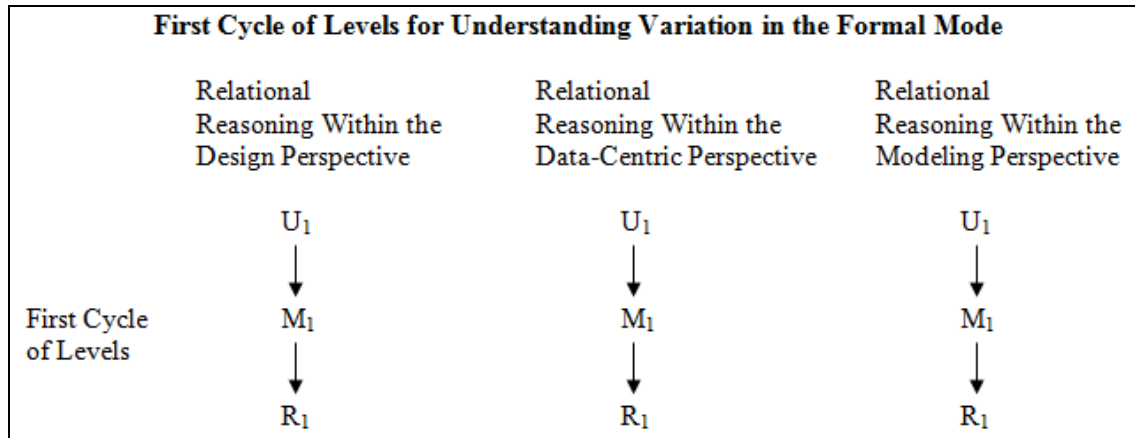 First Cycle of Levels for Understanding Variation in the Formal Mode
Relational
Reasoning Within the
Design Perspective
Relational
Reasoning Within the
Data-Centric Perspective
Relational
Reasoning Within the
Modeling Perspective
U₁ U₁ U₁
First Cycle
of Levels
M₁ M₁ M₁
R₁ R₁ R₁